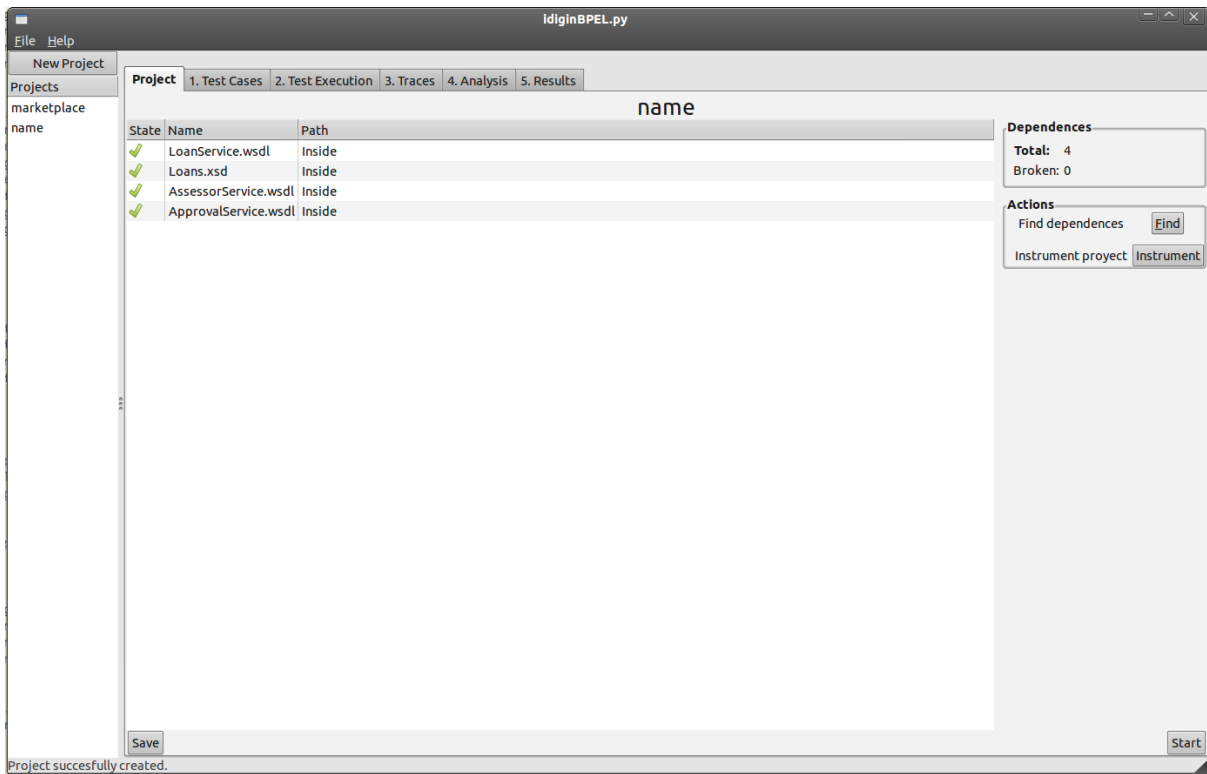 idiginBPEL.py
File Help
New Project
Projects
marketplace
name
Project 1. Test Cases 2. Test Execution 3. Traces 4. Analysis 5. Results
name
State Name Path
LoanService.wsdl Inside
Loans.xsd Inside
AssessorService.wsdl Inside
ApprovalService.wsdl Inside
Dependences
Total: 4
Broken: 0
Actions
Find dependences Find
Instrument proyect Instrument
Save
Start
Project succesfully created.